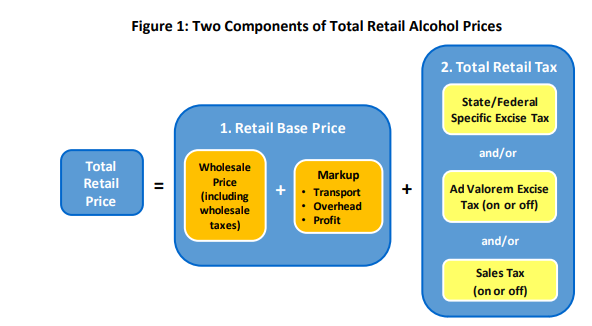 Figure 1: Two Components of Total Retail Alcohol Prices
Total
Retail
Price
=
1. Retail Base Price
Wholesale
Price
(including
wholesale
taxes)
+
Markup
• Transport
• Overhead
• Profit
+
2. Total Retail Tax
State/Federal
Specific Excise Tax
and/or
Ad Valorem Excise
Tax (on or off)
and/or
Sales Tax
(on or off)